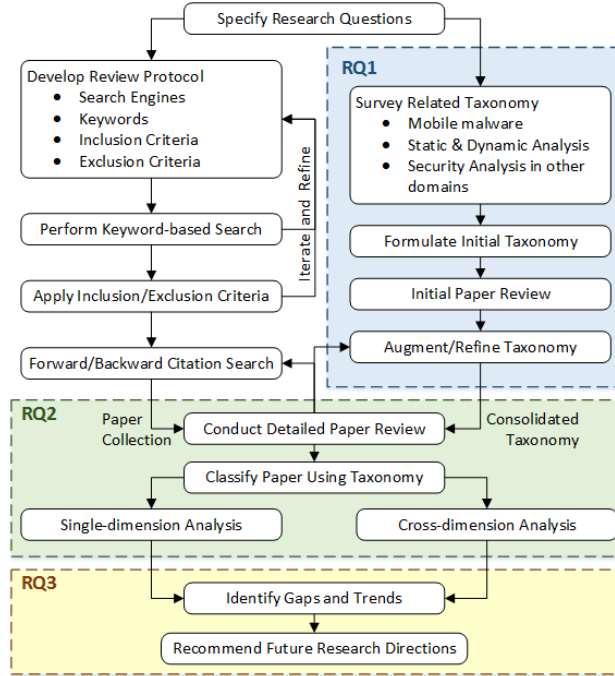 Specify Research Questions
Develop Review Protocol
• Search Engines
• Keywords
• Inclusion Criteria
• Exclusion Criteria
Perform Keyword-based Search
Apply Inclusion/Exclusion Criteria
Forward/Backward Citation Search
Iterate and Refine
RQ1
Survey Related Taxonomy
• Mobile malware
• Static & Dynamic Analysis
• Security Analysis in other
domains
Formulate Initial Taxonomy
Initial Paper Review
Augment/Refine Taxonomy
RQ2
Paper
Collection
Conduct Detailed Paper Review
Consolidated
Taxonomy
Classify Paper Using Taxonomy
Single-dimension Analysis
Cross-dimension Analysis
RQ3
Identify Gaps and Trends
Recommend Future Research Directions